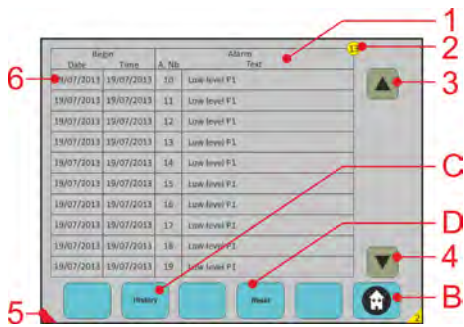 1
2
3
4
5
6
B
C
D
13
Begin
Alarm
Date Time A. Nb Text
19/07/2013 19/07/2013 10 Low level P1
19/07/2013 19/07/2013 11 Low level P1
19/07/2013 19/07/2013 12 Low level P1
19/07/2013 19/07/2013 13 Low level P1
19/07/2013 19/07/2013 14 Low level P1
19/07/2013 19/07/2013 15 Low level P1
19/07/2013 19/07/2013 16 Low level P1
19/07/2013 19/07/2013 17 Low level P1
19/07/2013 19/07/2013 18 Low level P1
19/07/2013 19/07/2013 19 Low level P1
History
Reset
2